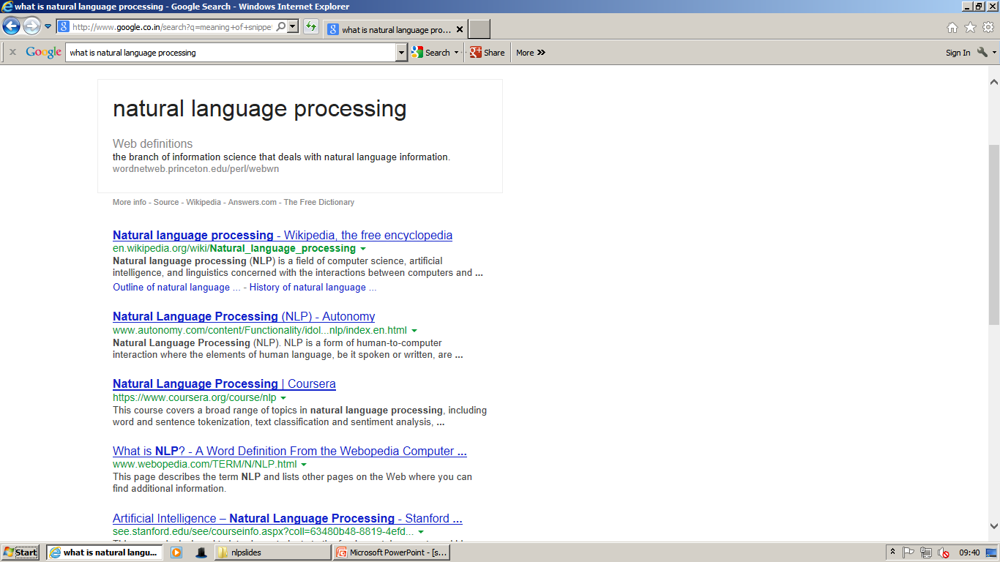 what is natural language processing - Google Search - Windows Internet Explorer
http://www.google.co.in/search?q=meaning+of+snippet
what is natural language pro...
Google what is natural language processing Search Share More Sign In
natural language processing
Web definitions
the branch of information science that deals with natural language information.
wordnetweb.princeton.edu/perl/webwn
More info - Source - Wikipedia - Answers.com - The Free Dictionary
Natural language processing - Wikipedia, the free encyclopedia
en.wikipedia.org/wiki/Natural_language_processing
Natural language processing (NLP) is a field of computer science, artificial
intelligence, and linguistics concerned with the interactions between computers and ...
Outline of natural language ... - History of natural language ...
Natural Language Processing (NLP) - Autonomy
www.autonomy.com/content/Functionality/idol...nlp/index.en.html
Natural Language Processing (NLP). NLP is a form of human-to-computer
interaction where the elements of human language, be it spoken or written, are ...
Natural Language Processing | Coursera
https://www.coursera.org/course/nlp
This course covers a broad range of topics in natural language processing, including
word and sentence tokenization, text classification and sentiment analysis, ...
What is NLP? - A Word Definition From the Webopedia Computer ...
www.webopedia.com/TERM/N/NLP.html
This page describes the term NLP and lists other pages on the Web where you can
find additional information.
Artificial Intelligence – Natural Language Processing - Stanford ...
see.stanford.edu/see/courseinfo.aspx?coll=63480b48-8819-4efd...
Start what is natural langu... nlpslides Microsoft PowerPoint - [s... 09:40